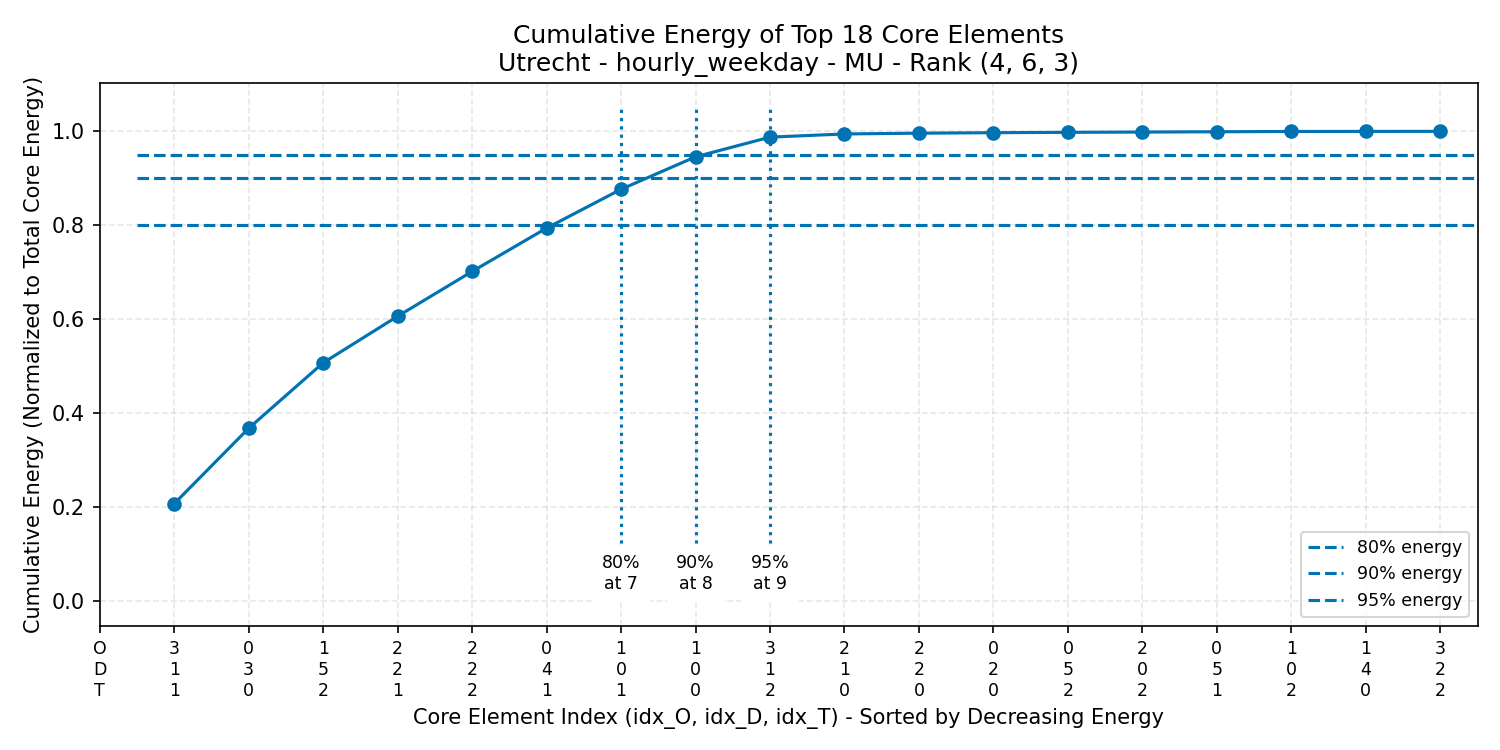 Cumulative Energy of Top 18 Core Elements
Utrecht - hourly_weekday - MU - Rank (4, 6, 3)
Cumulative Energy (Normalized to Total Core Energy)
1.0
0.8
0.6
0.4
0.2
0.0
80% 90% 95%
at 7 at 8 at 9
80% energy
90% energy
95% energy
O 3 0 1 2 2 0 1 1 3 2 2 0 0 2 0 1 1 3
D 1 3 5 2 2 4 0 0 1 1 2 2 5 0 5 0 4 2
T 1 0 2 1 2 1 1 0 2 0 0 0 2 2 1 2 0 2
Core Element Index (idx_O, idx_D, idx_T) - Sorted by Decreasing Energy